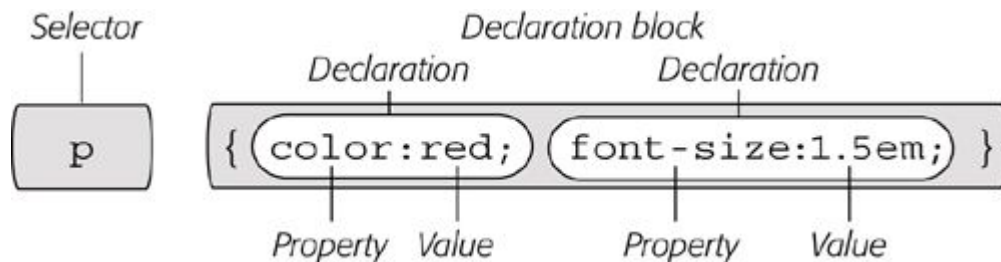 Selector Declaration block
Declaration Declaration
p { color:red; font-size:1.5em; }
Property Value Property Value